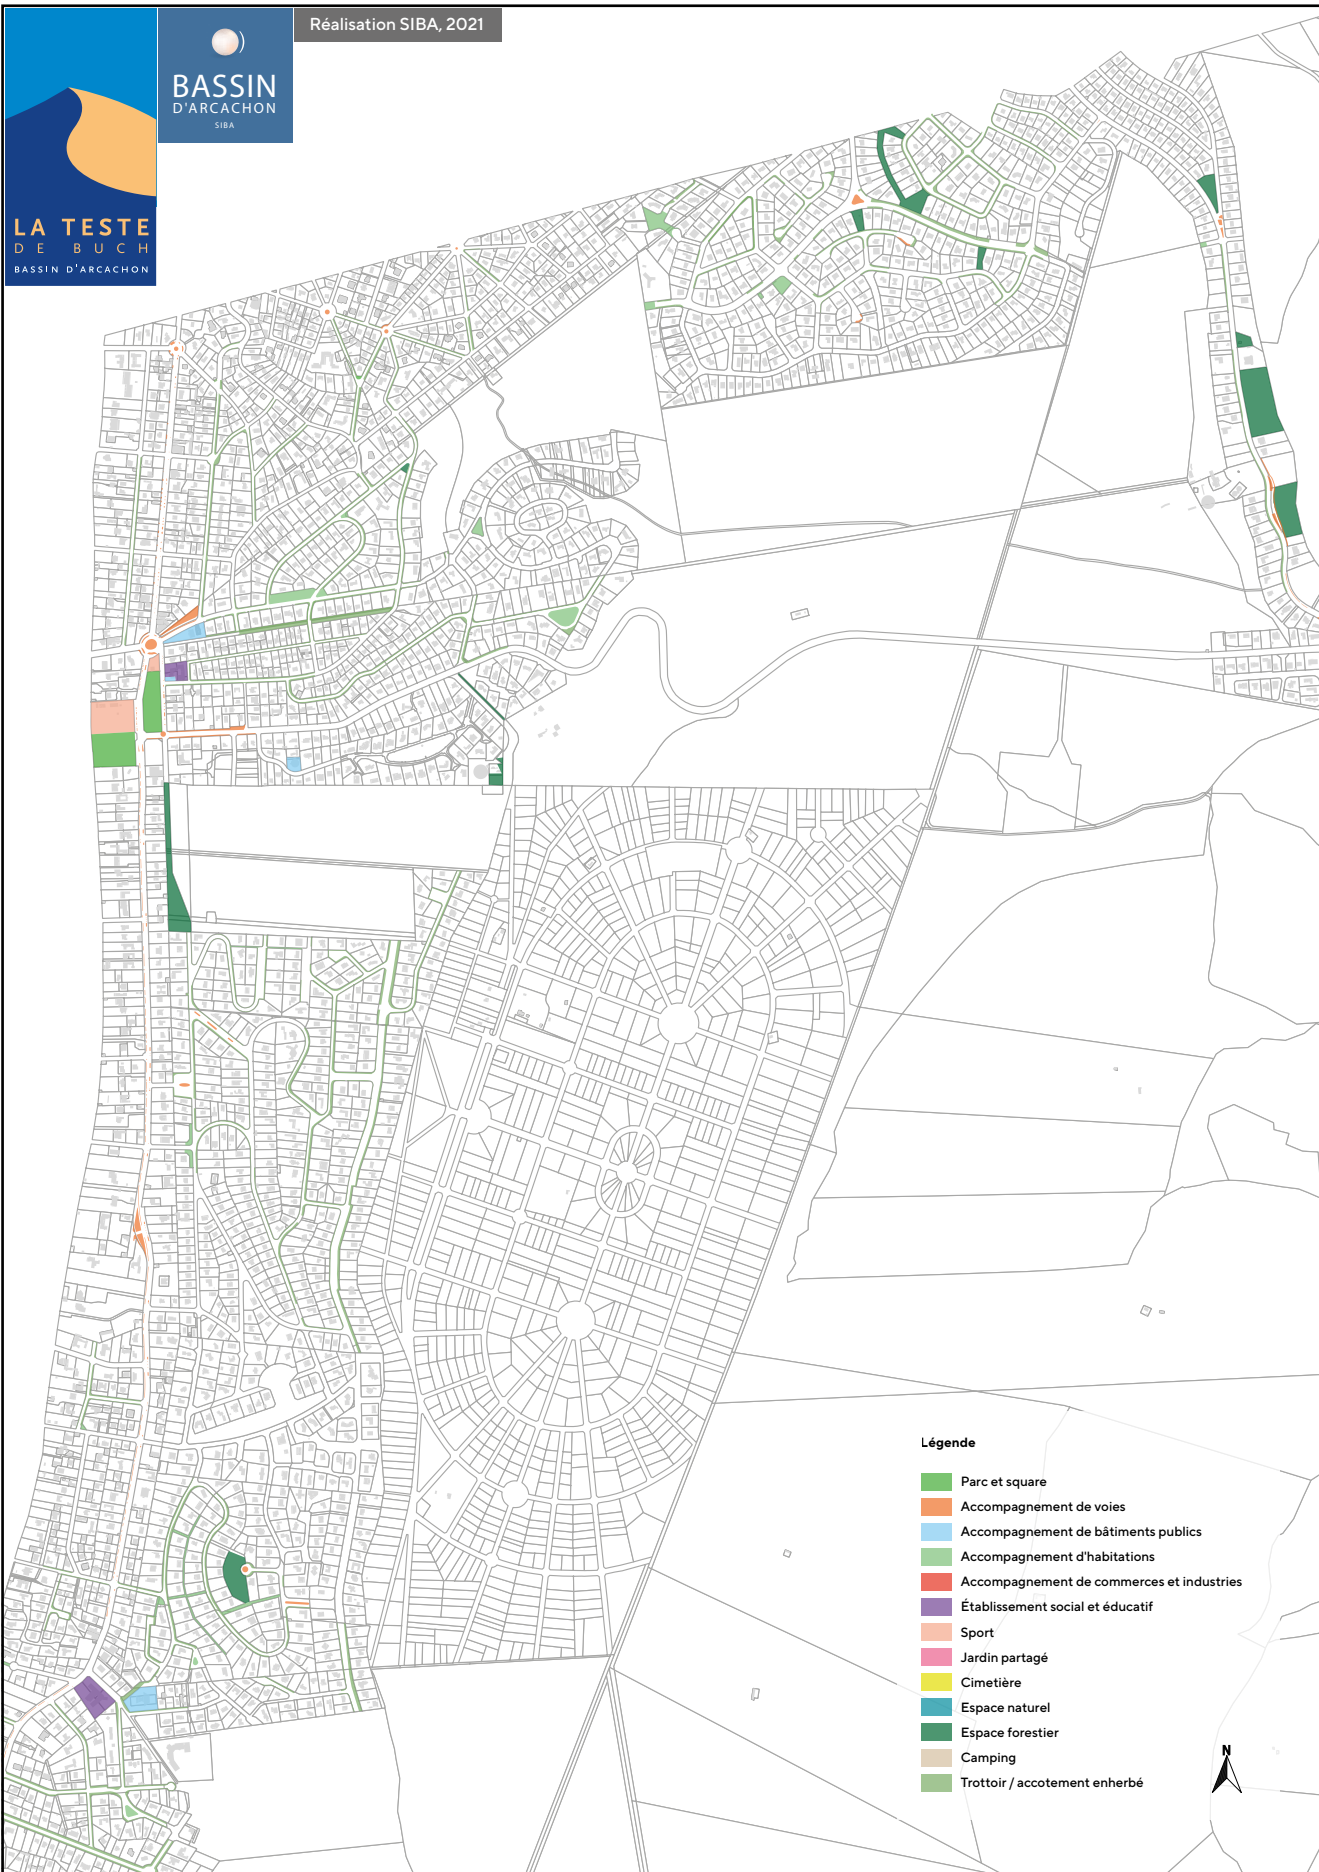 Réalisation SIBA, 2021
BASSIN
D'ARCACHON
SIBA
LA TESTE
DE BUCH
BASSIN D'ARCACHON
Légende
Parc et square
Accompagnement de voies
Accompagnement de bâtiments publics
Accompagnement d'habitations
Accompagnement de commerces et industries
Établissement social et éducatif
Sport
Jardin partagé
Cimetière
Espace naturel
Espace forestier
Camping
Trottoir / accotement enherbé
N